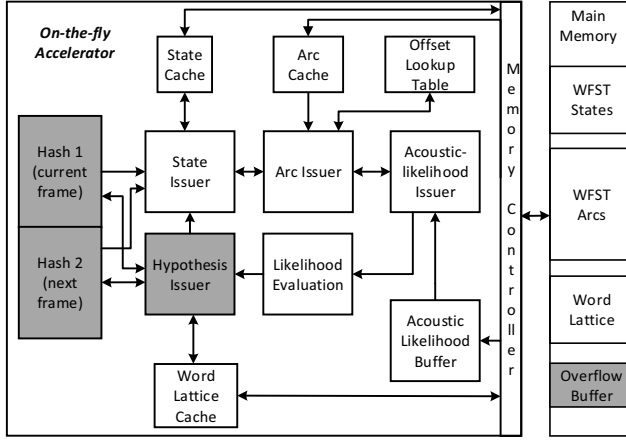 On-the-fly
Accelerator
State
Cache
Arc
Cache
Offset
Lookup
Table
Hash 1
(current
frame)
State
Issuer
Arc Issuer
Acoustic-
likelihood
Issuer
Hash 2
(next
frame)
Hypothesis
Issuer
Likelihood
Evaluation
Acoustic
Likelihood
Buffer
Word
Lattice
Cache
Memory Controller
Main
Memory
WFST
States
WFST
Arcs
Word
Lattice
Overflow
Buffer